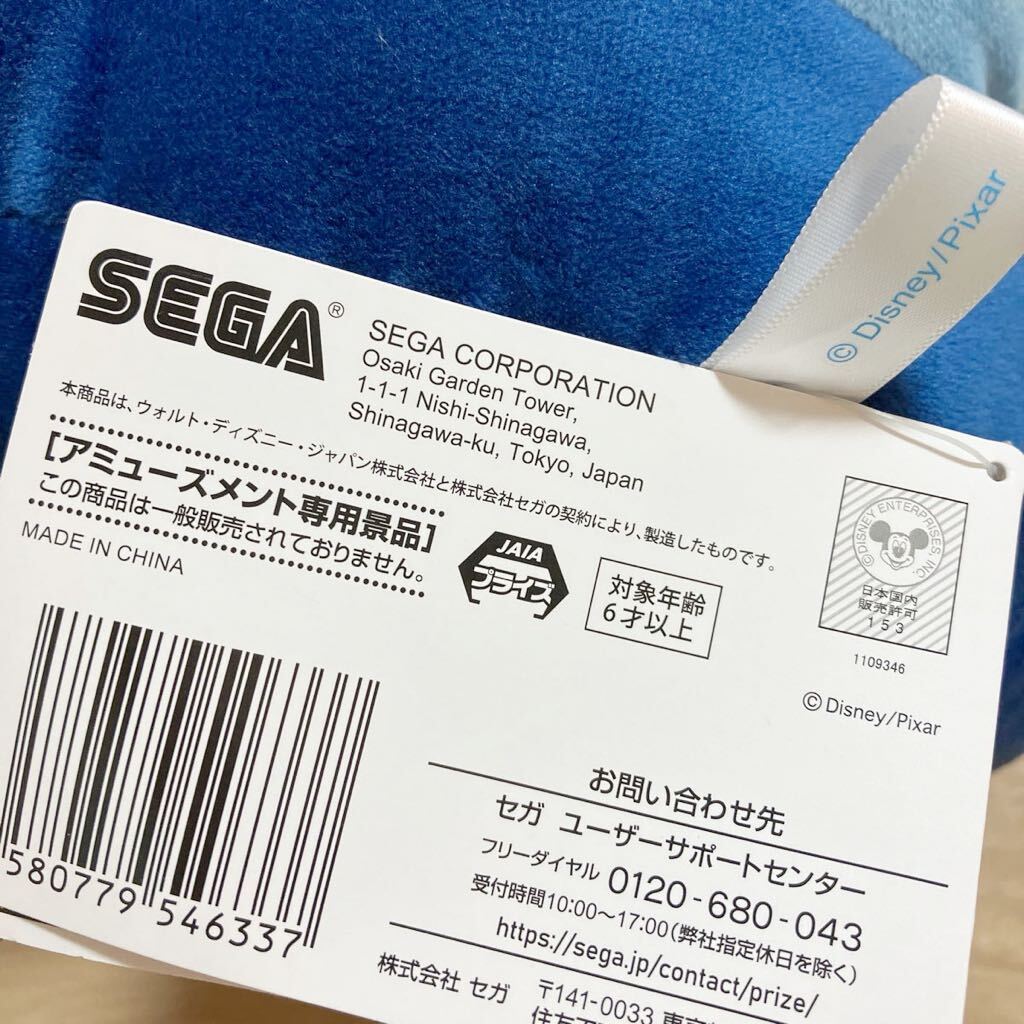 © Disney/Pixar
SEGA®
SEGA CORPORATION
Osaki Garden Tower,
1-1-1 Nishi-Shinagawa,
Shinagawa-ku, Tokyo, Japan
本商品は、ウォルト・ディズニー・ジャパン株式会社と株式会社セガの契約により、製造したものです。
[アミューズメント専用景品]
この商品は一般販売されておりません。
MADE IN CHINA
JAIA
プライズ
対象年齢
6才以上
©DISNEY ENTERPRISES, INC.
日本国内
販売許可
153
1109346
©Disney/Pixar
580779 546337
お問い合わせ先
セガ ユーザーサポートセンター
フリーダイヤル 0120-680-043
受付時間10:00～17:00(弊社指定休日を除く)
https://sega.jp/contact/prize/
株式会社 セガ 〒141-0033 東京